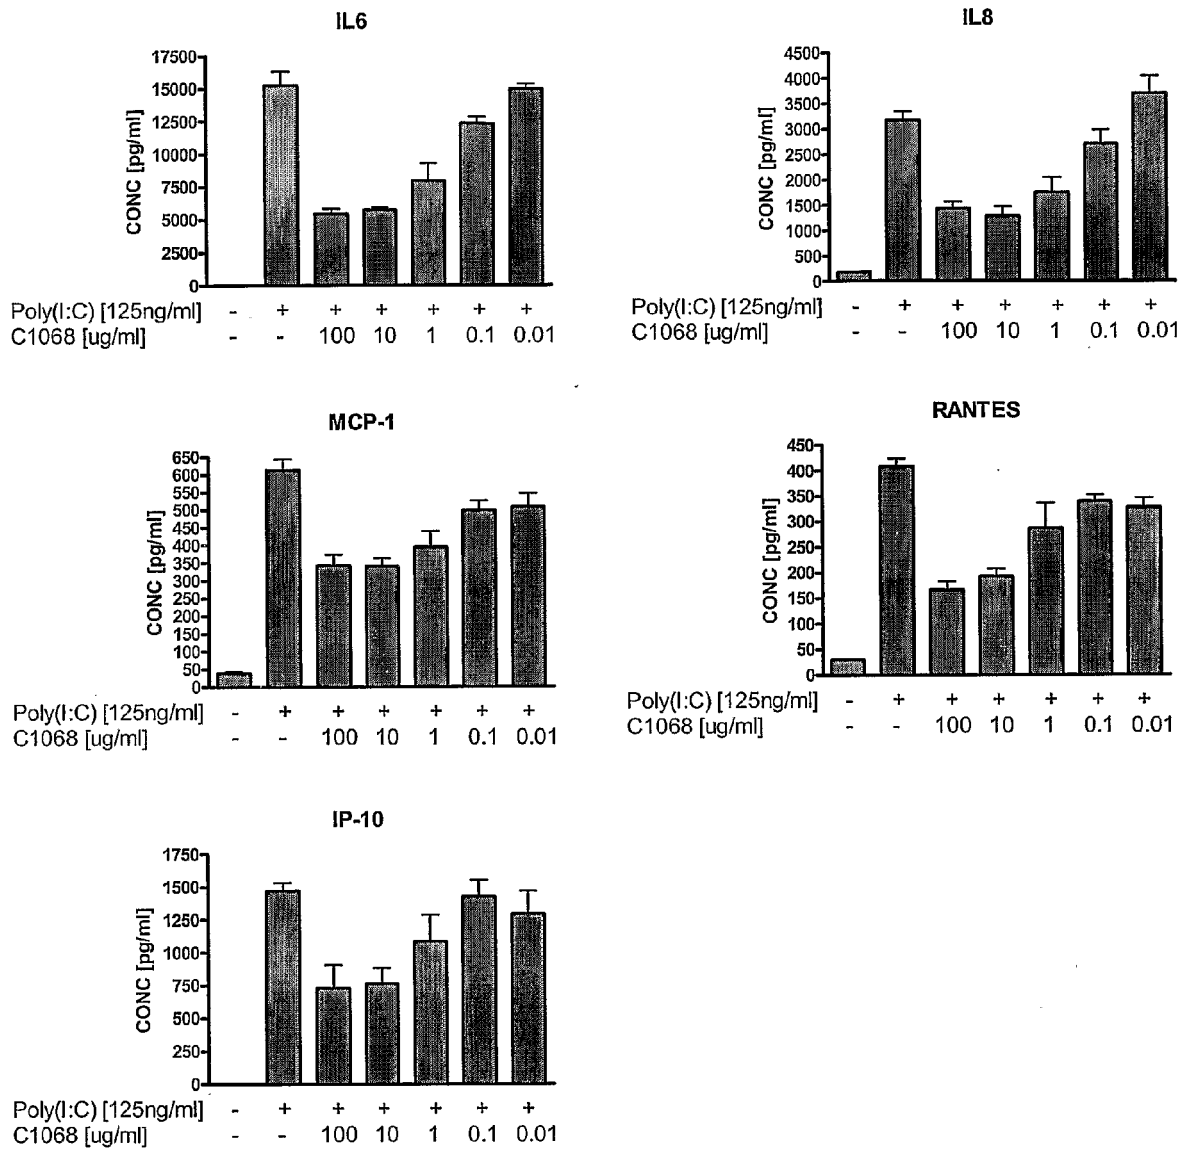 IL6
CONC [pg/ml]
17500
15000
12500
10000
7500
5000
2500
0
Poly(I:C) [125ng/ml] - + + + + + +
C1068 [ug/ml] - - 100 10 1 0.1 0.01
IL8
CONC [pg/ml]
4500
4000
3500
3000
2500
2000
1500
1000
500
0
Poly(I:C) [125ng/ml] - + + + + + +
C1068 [ug/ml] - - 100 10 1 0.1 0.01
MCP-1
CONC [pg/ml]
650
600
550
500
450
400
350
300
250
200
150
100
50
0
Poly(I:C) [125ng/ml] - + + + + + +
C1068 [ug/ml] - - 100 10 1 0.1 0.01
RANTES
CONC [pg/ml]
450
400
350
300
250
200
150
100
50
0
Poly(I:C) [125ng/ml] - + + + + + +
C1068 [ug/ml] - - 100 10 1 0.1 0.01
IP-10
CONC [pg/ml]
1750
1500
1250
1000
750
500
250
0
Poly(I:C) [125ng/ml] - + + + + + +
C1068 [ug/ml] - - 100 10 1 0.1 0.01